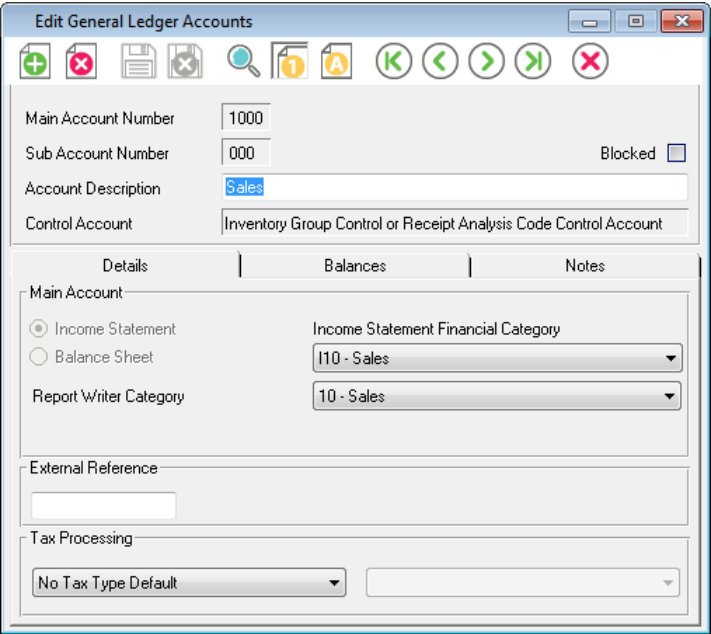 Edit General Ledger Accounts
1 A
Main Account Number 1000
Sub Account Number 000 Blocked
Account Description Sales
Control Account Inventory Group Control or Receipt Analysis Code Control Account
Details Balances Notes
Main Account
Income Statement Income Statement Financial Category
Balance Sheet I10 - Sales
Report Writer Category 10 - Sales
External Reference
Tax Processing
No Tax Type Default